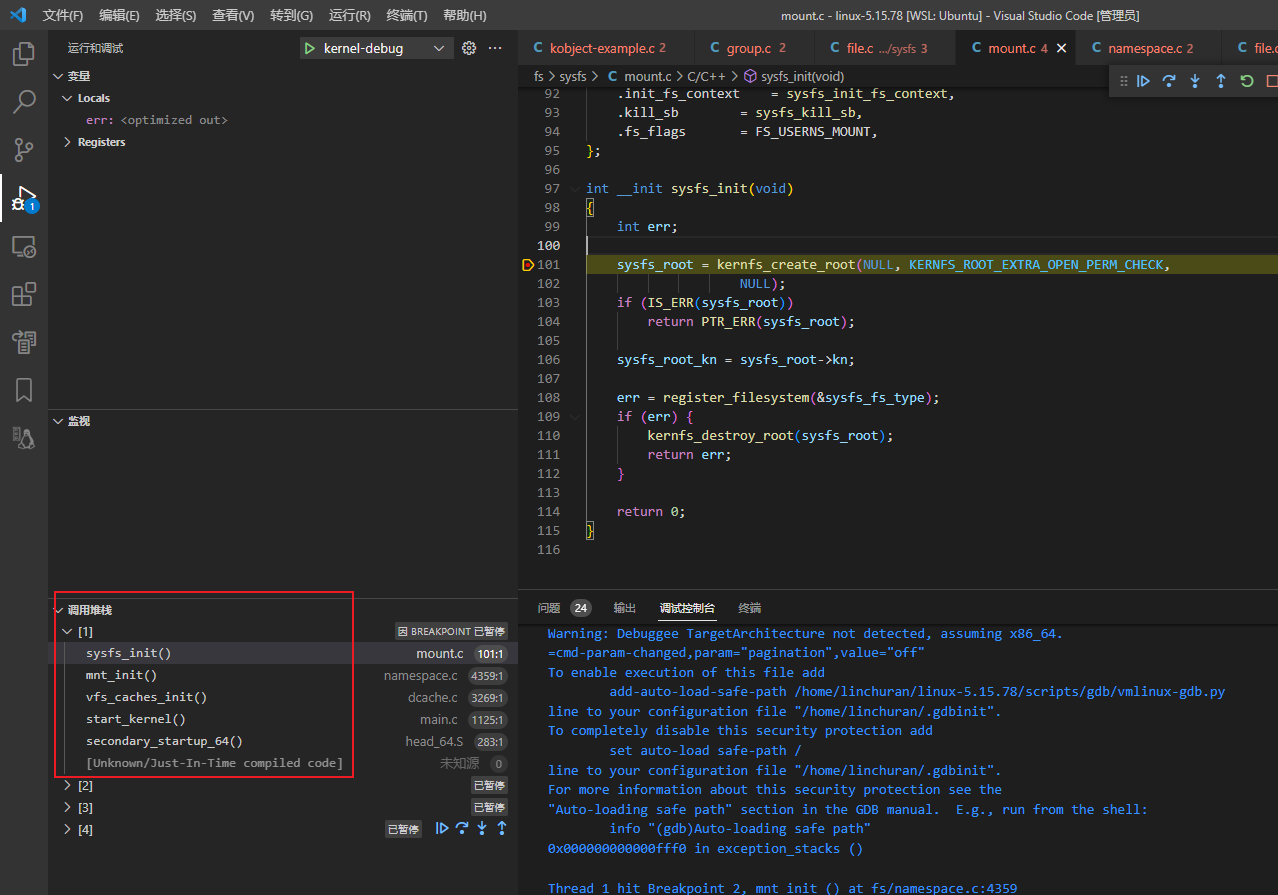 文件(F) 编辑(E) 选择(S) 查看(V) 转到(G) 运行(R) 终端(T) 帮助(H) mount.c - linux-5.15.78 [WSL: Ubuntu] - Visual Studio Code [管理员]
运行和调试 kernel-debug
变量
Locals
err: <optimized out>
Registers
监视
调用堆栈
[1] 因 BREAKPOINT 已暂停
sysfs_init() mount.c 101:1
mnt_init() namespace.c 4359:1
vfs_caches_init() dcache.c 3269:1
start_kernel() main.c 1125:1
secondary_startup_64() head_64.S 283:1
[Unknown/Just-In-Time compiled code] 未知源 0
[2] 已暂停
[3] 已暂停
[4] 已暂停
1
kobject-example.c 2 group.c 2 file.c .../sysfs 3 mount.c 4 namespace.c 2 file.c
fs > sysfs > C mount.c > C/C++ > sysfs_init(void)
92 .init_fs_context = sysfs_init_fs_context,
93 .kill_sb = sysfs_kill_sb,
94 .fs_flags = FS_USERNS_MOUNT,
95 };
96
97 int __init sysfs_init(void)
98 {
99 int err;
100
101 sysfs_root = kernfs_create_root(NULL, KERNFS_ROOT_EXTRA_OPEN_PERM_CHECK,
102 NULL);
103 if (IS_ERR(sysfs_root))
104 return PTR_ERR(sysfs_root);
105
106 sysfs_root_kn = sysfs_root->kn;
107
108 err = register_filesystem(&sysfs_fs_type);
109 if (err) {
110 kernfs_destroy_root(sysfs_root);
111 return err;
112 }
113
114 return 0;
115 }
116
问题 24 输出 调试控制台 终端
Warning: Debuggee TargetArchitecture not detected, assuming x86_64.
=cmd-param-changed,param="pagination",value="off"
To enable execution of this file add
add-auto-load-safe-path /home/linchuran/linux-5.15.78/scripts/gdb/vmlinux-gdb.py
line to your configuration file "/home/linchuran/.gdbinit".
To completely disable this security protection add
set auto-load safe-path /
line to your configuration file "/home/linchuran/.gdbinit".
For more information about this security protection see the
"Auto-loading safe path" section in the GDB manual. E.g., run from the shell:
info "(gdb)Auto-loading safe path"
0x000000000000fff0 in exception_stacks ()
Thread 1 hit Breakpoint 2, mnt_init () at fs/namespace.c:4359